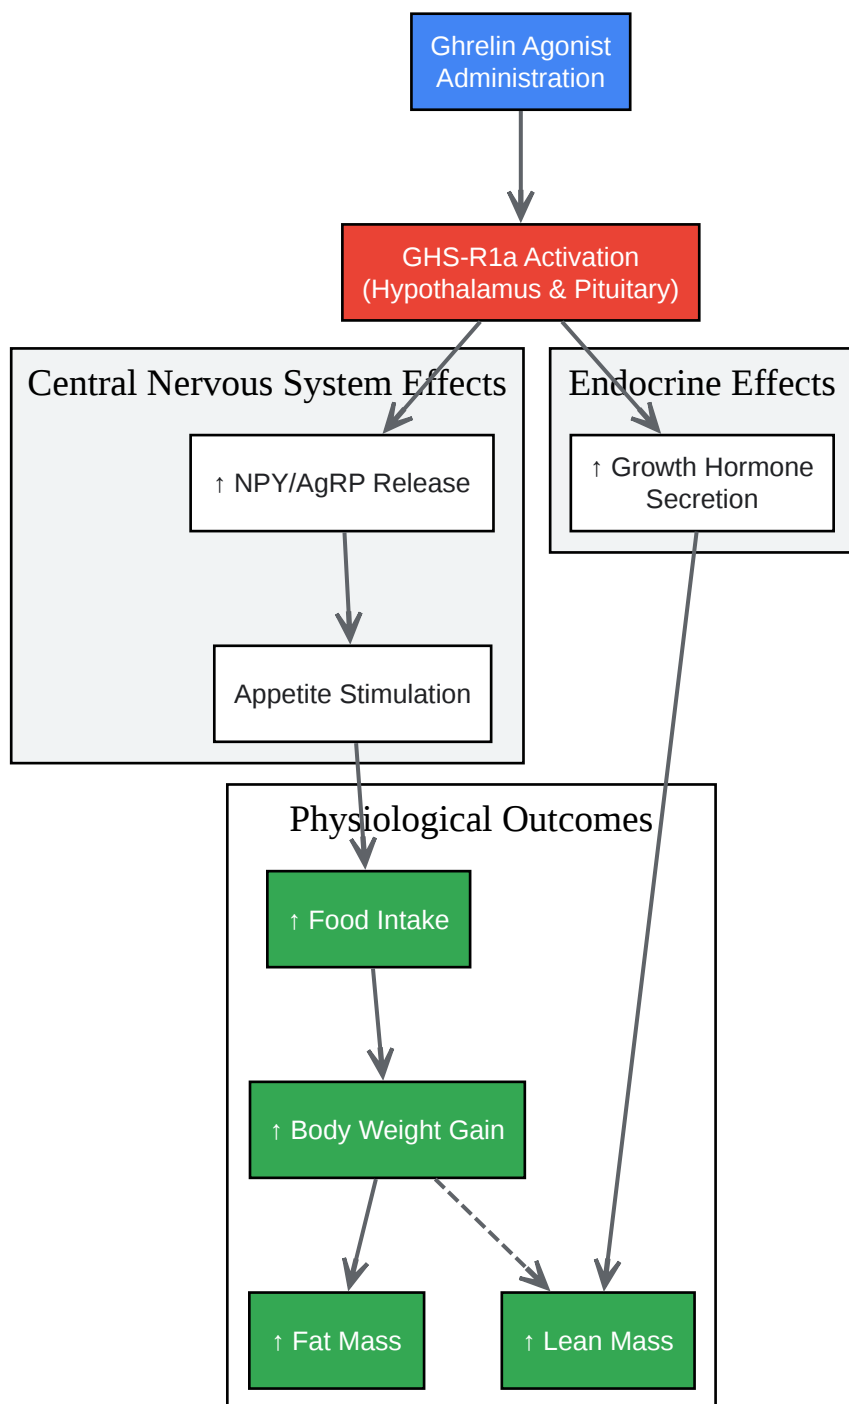 Ghrelin Agonist
Administration
GHS-R1a Activation
(Hypothalamus & Pituitary)
Central Nervous System Effects
Endocrine Effects
↑ NPY/AgRP Release
↑ Growth Hormone
Secretion
Appetite Stimulation
Physiological Outcomes
↑ Food Intake
↑ Body Weight Gain
↑ Fat Mass
↑ Lean Mass